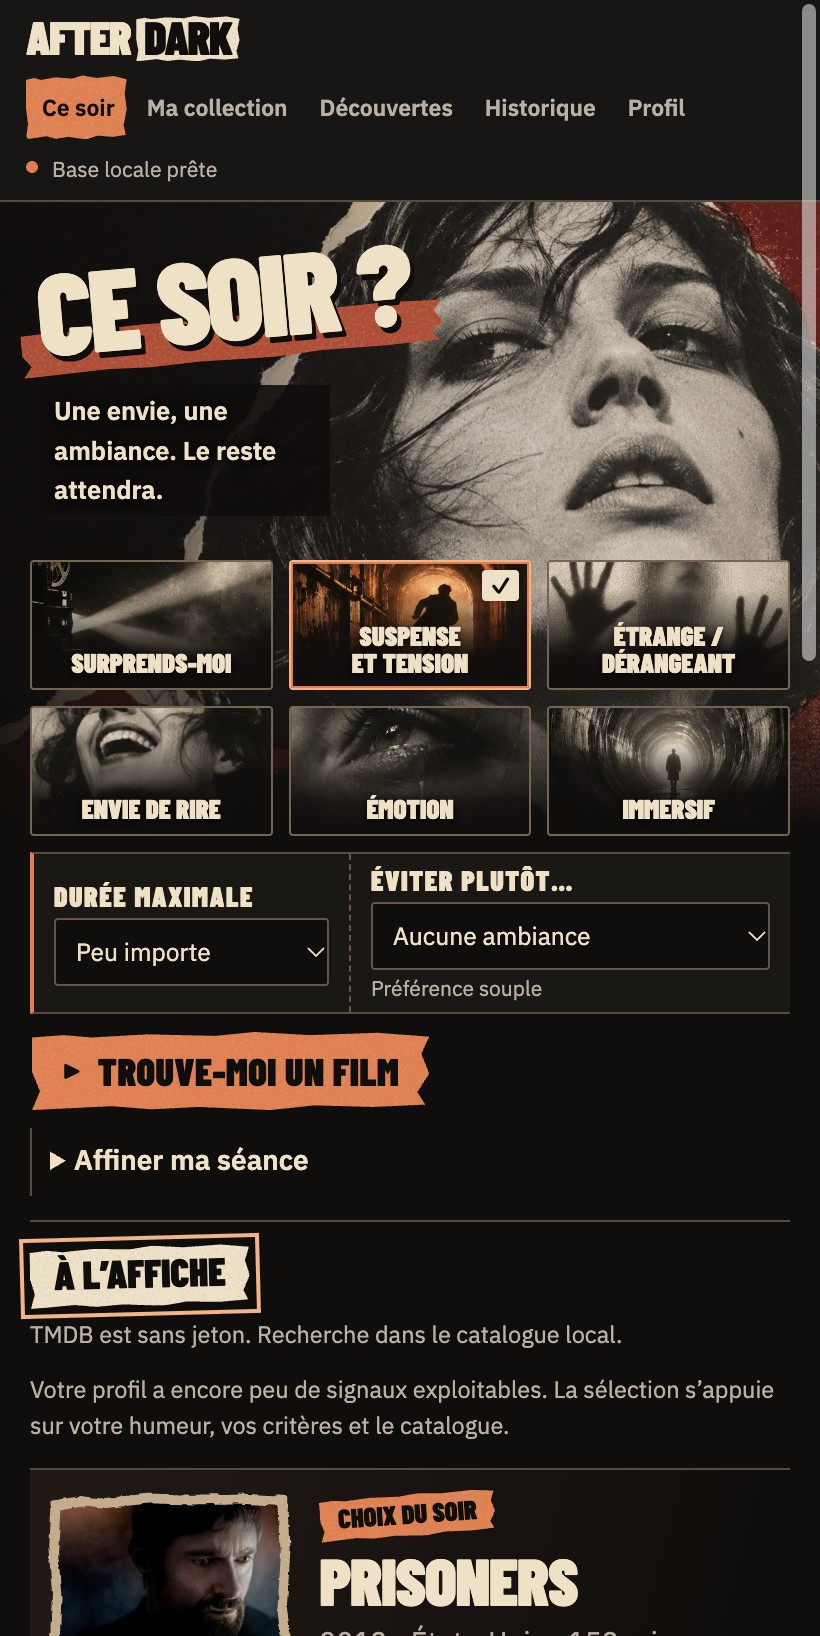 AFTER DARK
Ce soir Ma collection Découvertes Historique Profil
Base locale prête
CE SOIR ?
Une envie, une
ambiance. Le reste
attendra.
SURPRENDS-MOI
SUSPENSE
ET TENSION
ÉTRANGE /
DÉRANGEANT
ENVIE DE RIRE
ÉMOTION
IMMERSIF
DURÉE MAXIMALE
Peu importe
ÉVITER PLUTÔT…
Aucune ambiance
Préférence souple
TROUVE-MOI UN FILM
Affiner ma séance
À L’AFFICHE
TMDB est sans jeton. Recherche dans le catalogue local.
Votre profil a encore peu de signaux exploitables. La sélection s’appuie
sur votre humeur, vos critères et le catalogue.
CHOIX DU SOIR
PRISONERS